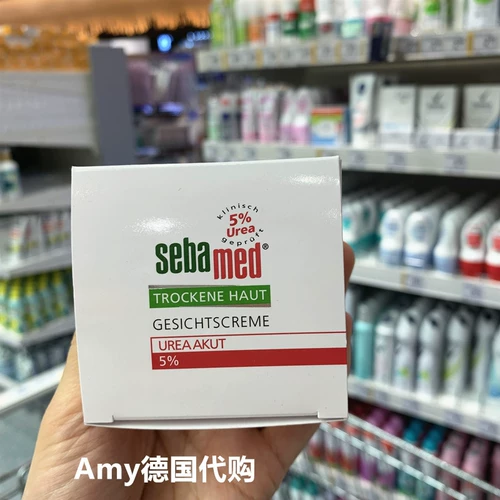 klinisch
5%
Urea
geprüft
sebamed®
TROCKENE HAUT
GESICHTSCREME
UREA AKUT
5%
Amy德国代购